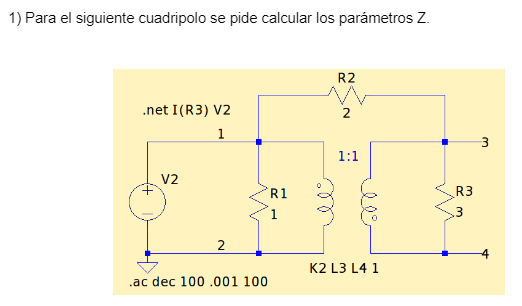 1) Para el siguiente cuadripolo se pide calcular los parámetros Z.
R2
.net I(R3) V2
2
1
3
1:1
V2
R1
R3
1
3
2
4
K2 L3 L4 1
.ac dec 100 .001 100